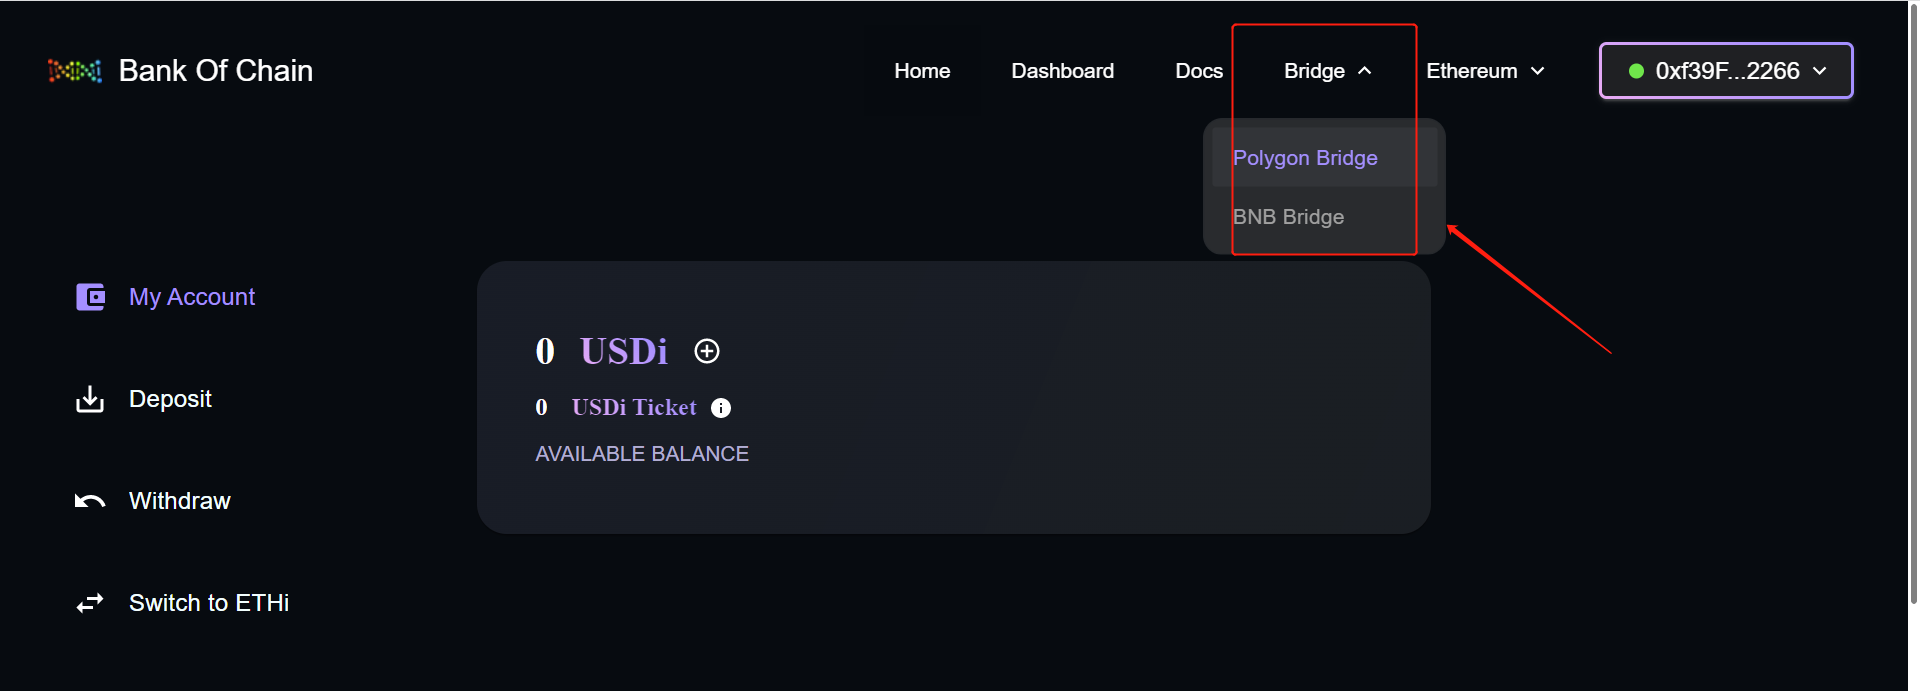 Bank Of Chain
Home Dashboard Docs Bridge Ethereum 0xf39F...2266
Polygon Bridge
BNB Bridge
My Account
Deposit
Withdraw
Switch to ETHi
0 USDi
0 USDi Ticket
AVAILABLE BALANCE